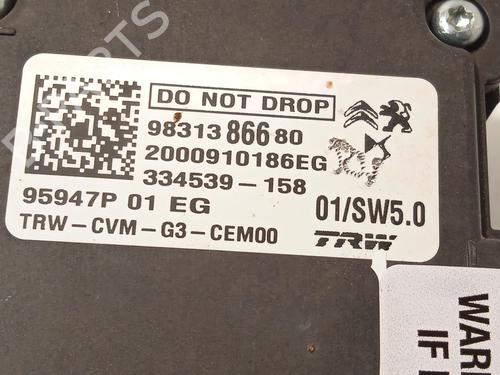 DO NOT DROP
98313 866 80
2000910186EG
334539-158
95947P 01 EG
01/SW5.0
TRW-CVM-G3-CEM00
TRW
PARTS